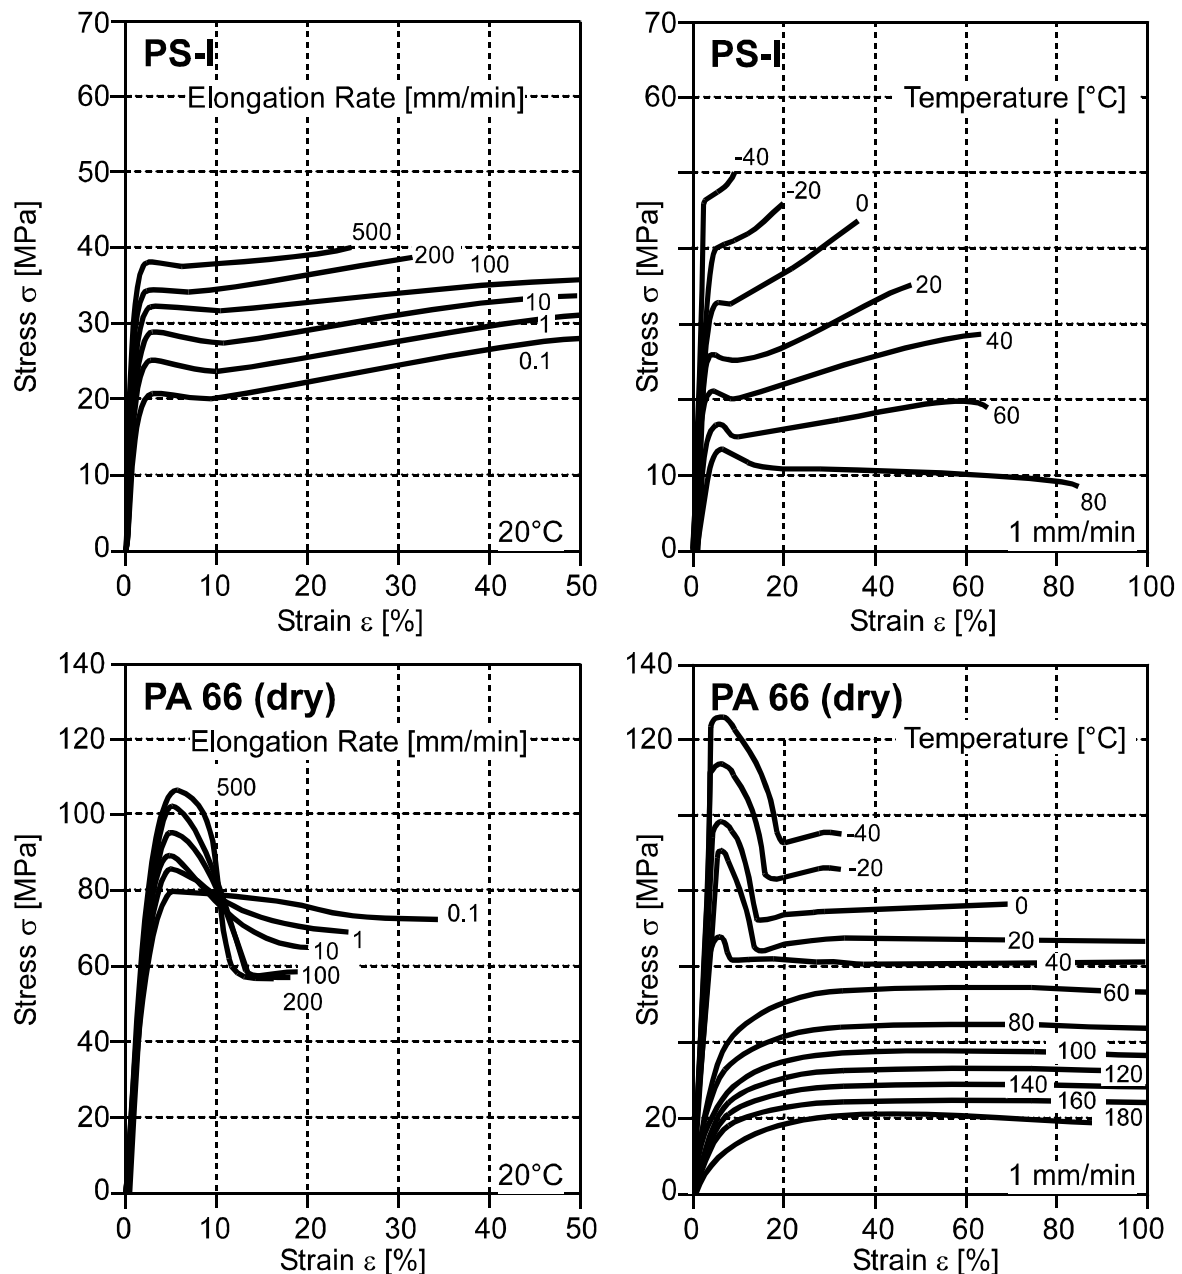 70
PS-I
Elongation Rate [mm/min]
60
50
40
30
20
10
0
Stress σ [MPa]
500
200
100
10
1
0.1
20°C
0 10 20 30 40 50
Strain ε [%]
70
PS-I
Temperature [°C]
60
10
0
Stress σ [MPa]
-40
-20
0
20
40
60
80
1 mm/min
0 20 40 60 80 100
Strain ε [%]
140
PA 66 (dry)
Elongation Rate [mm/min]
120
100
80
60
40
20
0
Stress σ [MPa]
500
0.1
1
10
100
200
20°C
0 10 20 30 40 50
Strain ε [%]
140
PA 66 (dry)
Temperature [°C]
120
20
0
Stress σ [MPa]
-40
-20
0
20
40
60
80
100
120
140
160
180
1 mm/min
0 20 40 60 80 100
Strain ε [%]